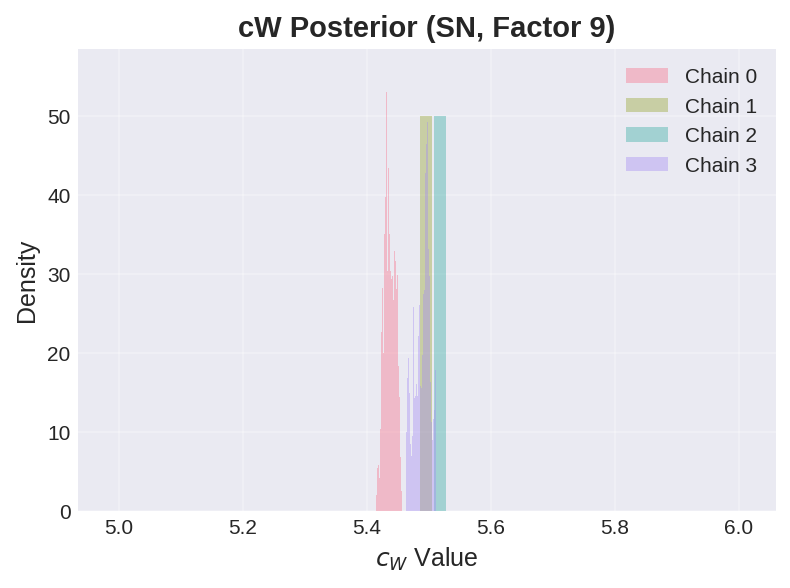 cW Posterior (SN, Factor 9)
Chain 0
Chain 1
Chain 2
Chain 3
50
40
30
20
10
0
Density
5.0 5.2 5.4 5.6 5.8 6.0
c_W Value